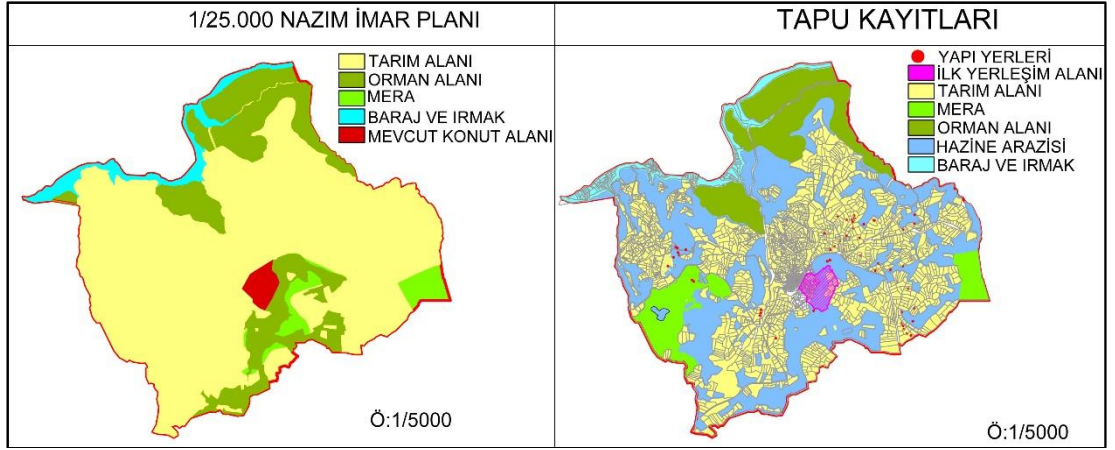 1/25.000 NAZIM İMAR PLANI
TARIM ALANI
ORMAN ALANI
MERA
BARAJ VE IRMAK
MEVCUT KONUT ALANI
Ö:1/5000
TAPU KAYITLARI
YAPI YERLERİ
İLK YERLEŞİM ALANI
TARIM ALANI
MERA
ORMAN ALANI
HAZİNE ARAZİSİ
BARAJ VE IRMAK
Ö:1/5000